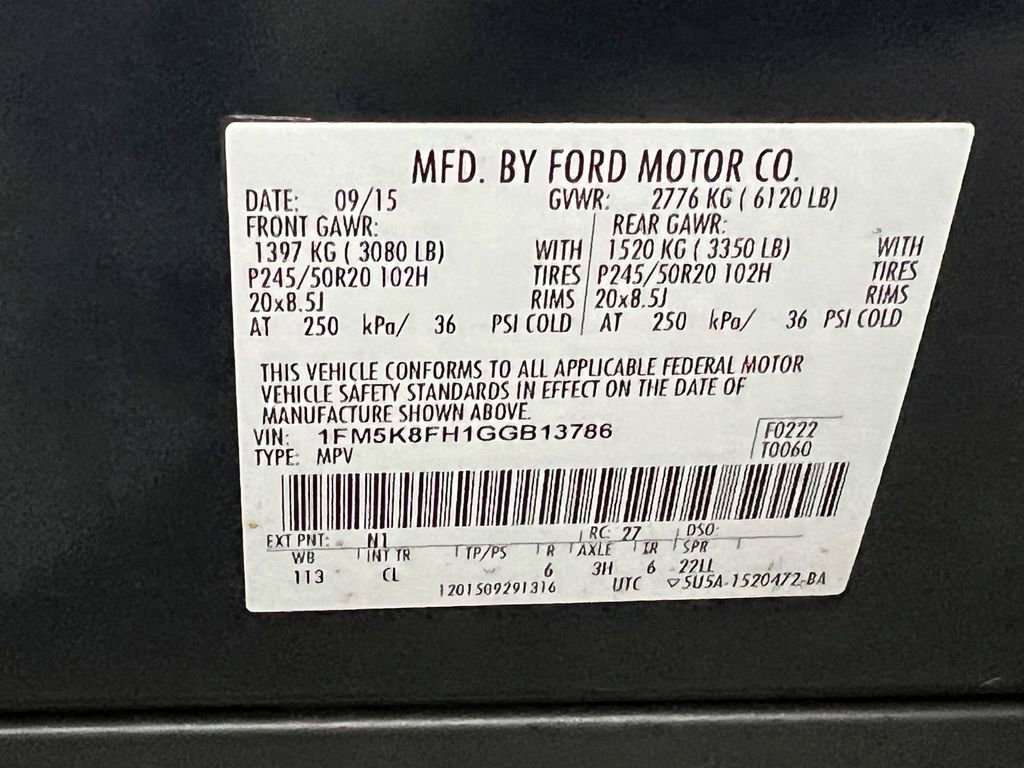 MFD. BY FORD MOTOR CO.
DATE: 09/15 GVWR: 2776 KG ( 6120 LB)
FRONT GAWR: REAR GAWR:
1397 KG ( 3080 LB) WITH 1520 KG ( 3350 LB) WITH
P245/50R20 102H TIRES P245/50R20 102H TIRES
20x8.5J RIMS 20x8.5J RIMS
AT 250 kPa/ 36 PSI COLD AT 250 kPa/ 36 PSI COLD
THIS VEHICLE CONFORMS TO ALL APPLICABLE FEDERAL MOTOR
VEHICLE SAFETY STANDARDS IN EFFECT ON THE DATE OF
MANUFACTURE SHOWN ABOVE.
VIN: 1FM5K8FH1GGB13786 F0222
TYPE: MPV T0060
EXT PNT: N1 RC: 27 DSO:
WB INT TR TP/PS R AXLE TR SPR
113 CL 6 3H 6 22LL
1201509291316 UTC ▽5U5A-1520472-BA